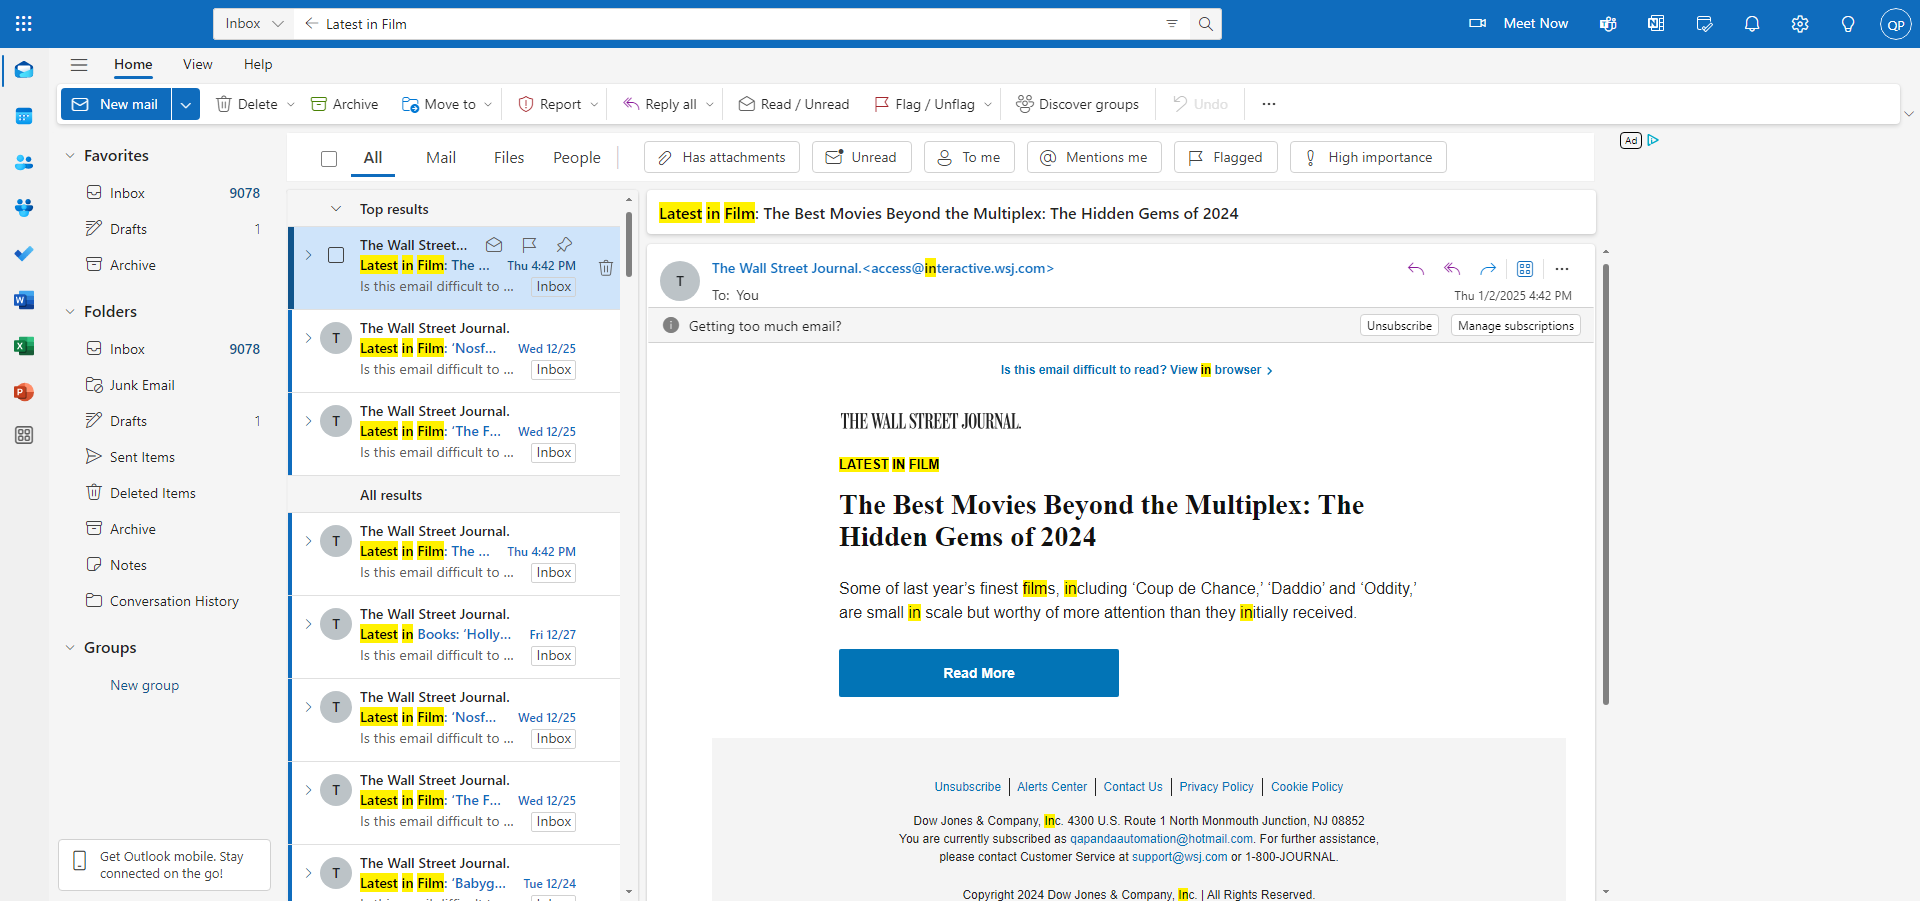 Inbox
Latest in Film
Meet Now
QP
Home
View
Help
New mail
Delete
Archive
Move to
Report
Reply all
Read / Unread
Flag / Unflag
Discover groups
Undo
Favorites
Inbox 9078
Drafts 1
Archive
Folders
Inbox 9078
Junk Email
Drafts 1
Sent Items
Deleted Items
Archive
Notes
Conversation History
Groups
New group
Get Outlook mobile. Stay
connected on the go!
All
Mail
Files
People
Has attachments
Unread
To me
Mentions me
Flagged
High importance
Top results
The Wall Street...
Latest in Film: The ... Thu 4:42 PM
Is this email difficult to ... Inbox
T
The Wall Street Journal.
Latest in Film: ‘Nosf... Wed 12/25
Is this email difficult to ... Inbox
T
The Wall Street Journal.
Latest in Film: ‘The F... Wed 12/25
Is this email difficult to ... Inbox
All results
T
The Wall Street Journal.
Latest in Film: The ... Thu 4:42 PM
Is this email difficult to ... Inbox
T
The Wall Street Journal.
Latest in Books: ‘Holly... Fri 12/27
Is this email difficult to ... Inbox
T
The Wall Street Journal.
Latest in Film: ‘Nosf... Wed 12/25
Is this email difficult to ... Inbox
T
The Wall Street Journal.
Latest in Film: ‘The F... Wed 12/25
Is this email difficult to ... Inbox
T
The Wall Street Journal.
Latest in Film: ‘Babyg... Tue 12/24
Latest in Film: The Best Movies Beyond the Multiplex: The Hidden Gems of 2024
T
The Wall Street Journal.<access@interactive.wsj.com>
To: You
Thu 1/2/2025 4:42 PM
Getting too much email?
Unsubscribe
Manage subscriptions
Is this email difficult to read? View in browser ›
THE WALL STREET JOURNAL.
LATEST IN FILM
The Best Movies Beyond the Multiplex: The
Hidden Gems of 2024
Some of last year’s finest films, including ‘Coup de Chance,’ ‘Daddio’ and ‘Oddity,’
are small in scale but worthy of more attention than they initially received.
Read More
Unsubscribe | Alerts Center | Contact Us | Privacy Policy | Cookie Policy
Dow Jones & Company, Inc. 4300 U.S. Route 1 North Monmouth Junction, NJ 08852
You are currently subscribed as qapandaautomation@hotmail.com. For further assistance,
please contact Customer Service at support@wsj.com or 1-800-JOURNAL.
Copyright 2024 Dow Jones & Company, Inc. | All Rights Reserved.
Ad